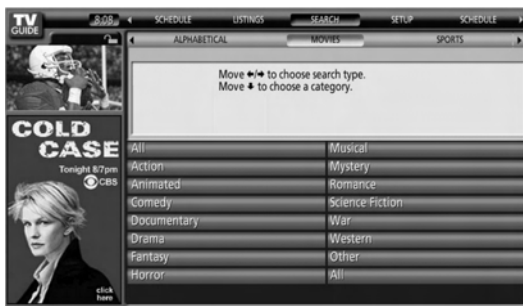 TV
GUIDE
8:08
SCHEDULE LISTINGS SEARCH SETUP SCHEDULE
ALPHABETICAL MOVIES SPORTS
Move ←/→ to choose search type.
Move ↓ to choose a category.
COLD
CASE
Tonight 8/7pm
CBS
click
here
All Musical
Action Mystery
Animated Romance
Comedy Science Fiction
Documentary War
Drama Western
Fantasy Other
Horror All